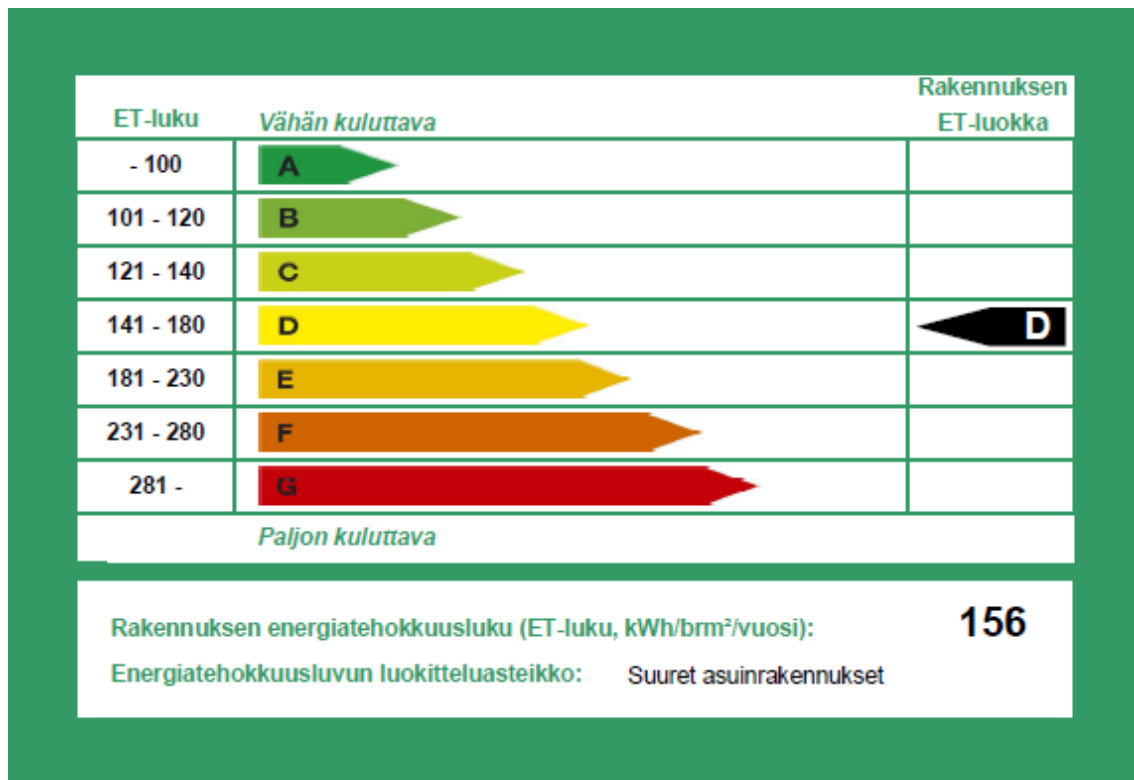 Rakennuksen
ET-luku Vähän kuluttava ET-luokka
- 100 A
101 - 120 B
121 - 140 C
141 - 180 D D
181 - 230 E
231 - 280 F
281 - G
Paljon kuluttava
Rakennuksen energiatehokkuusluku (ET-luku, kWh/brm²/vuosi): 156
Energiatehokkuusluvun luokitteluasteikko: Suuret asuinrakennukset